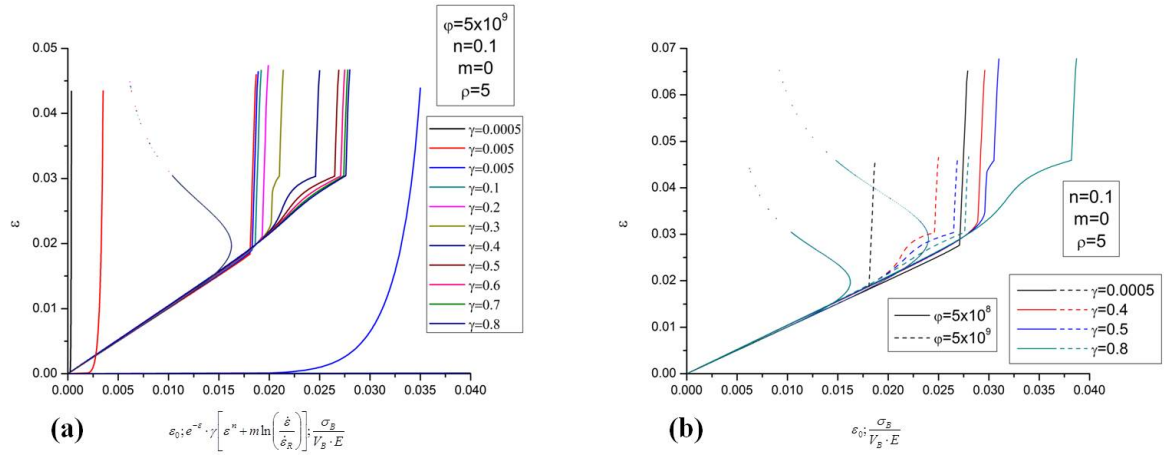 φ=5x10⁹
n=0.1
m=0
ρ=5
γ=0.0005
γ=0.005
γ=0.005
γ=0.1
γ=0.2
γ=0.3
γ=0.4
γ=0.5
γ=0.6
γ=0.7
γ=0.8
0.05
0.04
0.03
0.02
0.01
0.00
ε
0.000 0.005 0.010 0.015 0.020 0.025 0.030 0.035 0.040
(a)
ε₀;e^{-ε}·γ[εⁿ+m ln(ε̇/ε̇_R)];σ_B/(V_B·E)
0.07
0.06
0.05
0.04
0.03
0.02
0.01
0.00
ε
n=0.1
m=0
ρ=5
φ=5x10⁸
φ=5x10⁹
γ=0.0005
γ=0.4
γ=0.5
γ=0.8
0.000 0.005 0.010 0.015 0.020 0.025 0.030 0.035 0.040
(b)
ε₀;σ_B/(V_B·E)